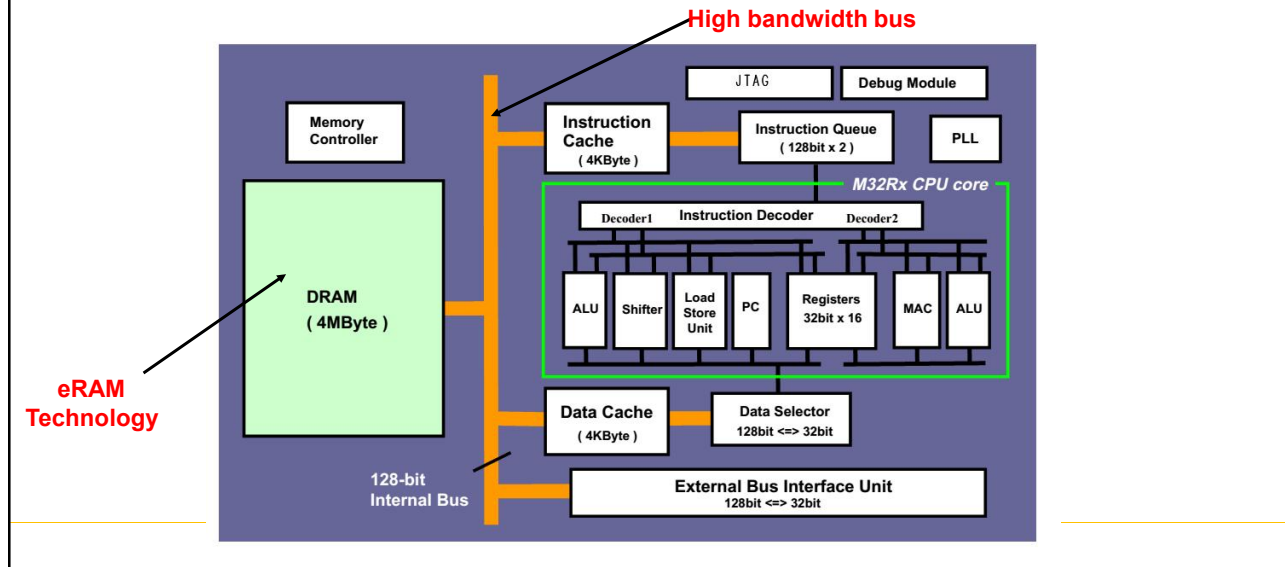 High bandwidth bus
JTAG
Debug Module
Memory
Controller
Instruction
Cache
( 4KByte )
Instruction Queue
( 128bit x 2 )
PLL
M32Rx CPU core
Decoder1 Instruction Decoder Decoder2
DRAM
( 4MByte )
ALU
Shifter
Load
Store
Unit
PC
Registers
32bit x 16
MAC
ALU
eRAM
Technology
Data Cache
( 4KByte )
Data Selector
128bit <=> 32bit
128-bit
Internal Bus
External Bus Interface Unit
128bit <=> 32bit